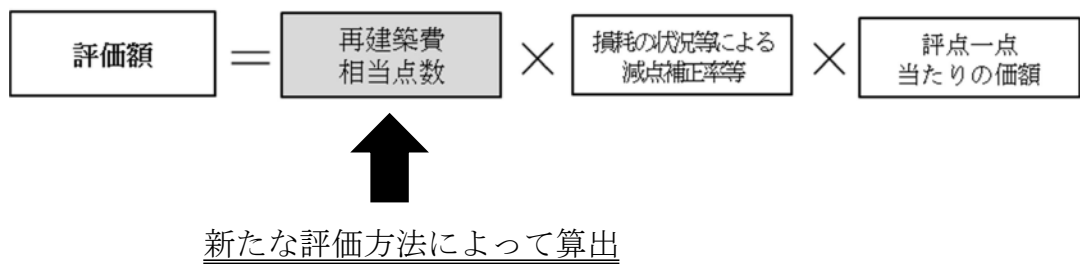 評価額 = 再建築費相当点数 × 損耗の状況等による減点補正率等 × 評点一点当たりの価額
新たな評価方法によって算出